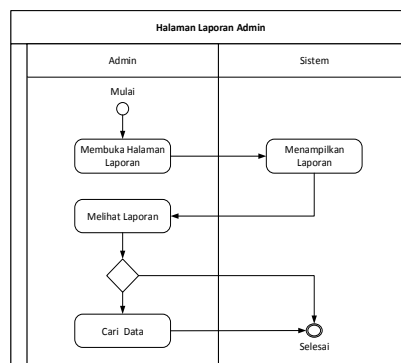 Halaman Laporan Admin
Admin
Sistem
Mulai
Membuka Halaman
Laporan
Menampilkan
Laporan
Melihat Laporan
Cari Data
Selesai